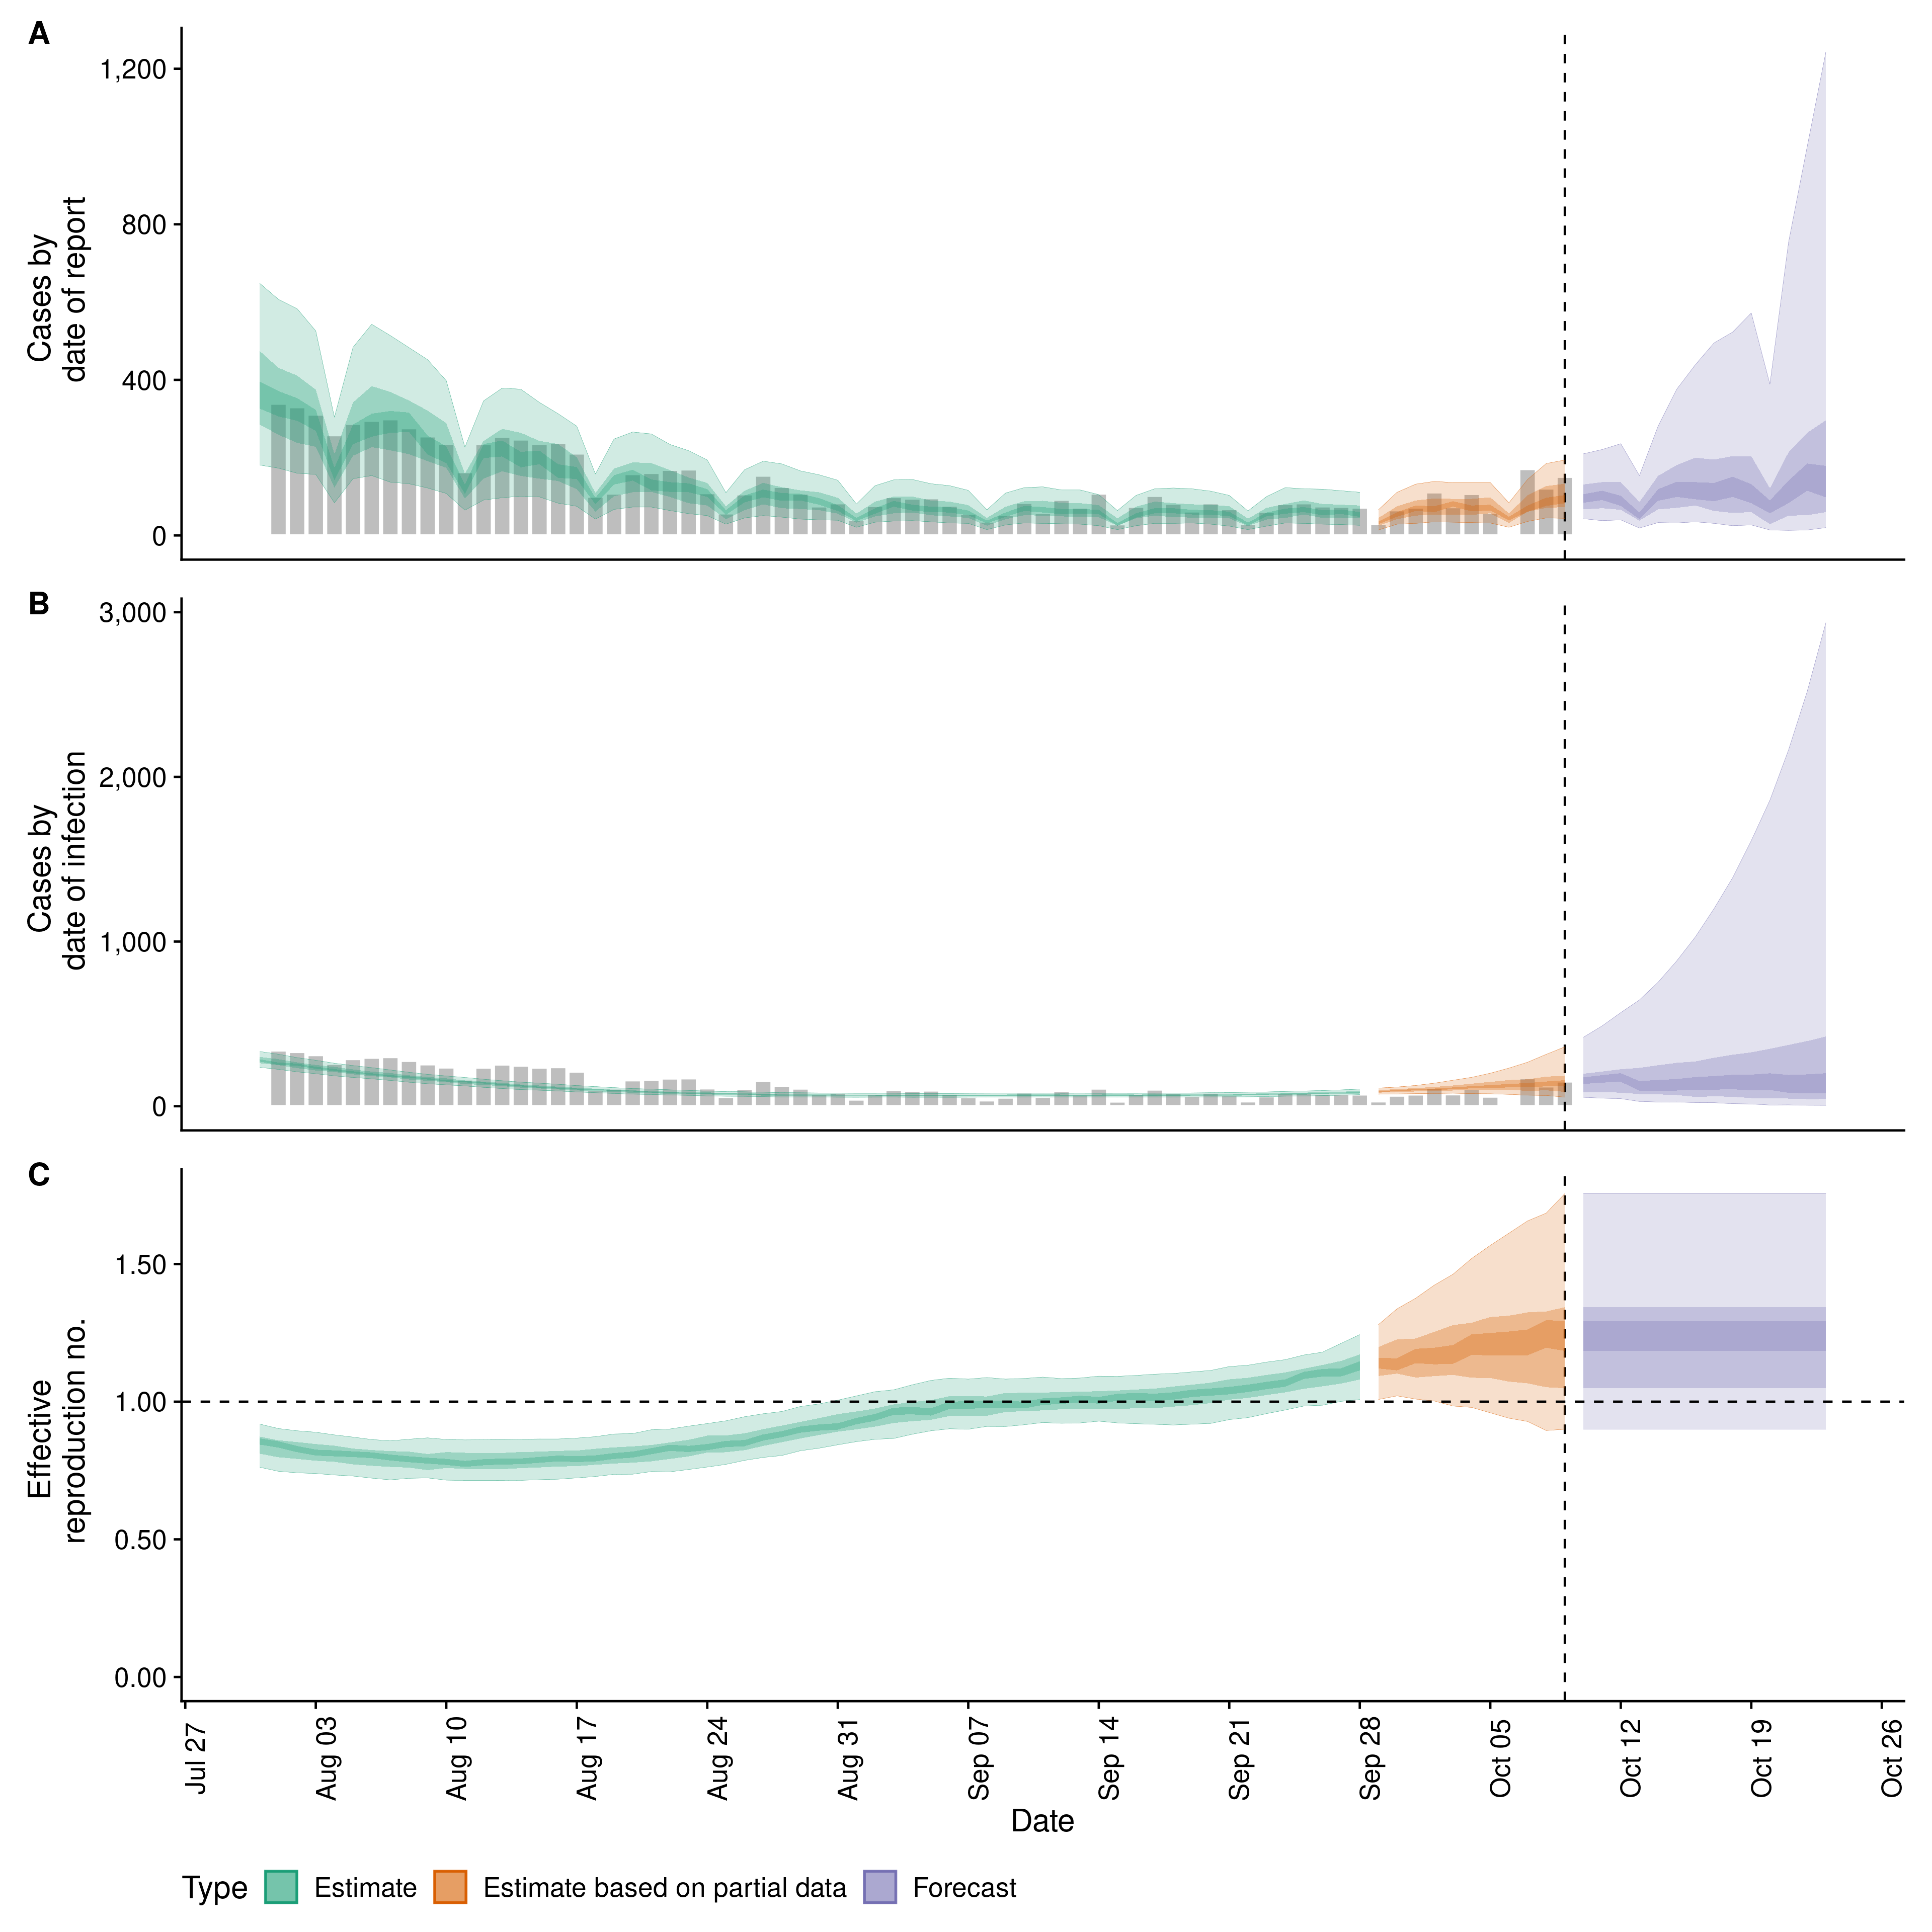 A
Cases by
date of report
1,200
800
400
0
B
Cases by
date of infection
3,000
2,000
1,000
0
C
Effective
reproduction no.
1.50
1.00
0.50
0.00
Jul 27
Aug 03
Aug 10
Aug 17
Aug 24
Aug 31
Sep 07
Sep 14
Sep 21
Sep 28
Oct 05
Oct 12
Oct 19
Oct 26
Date
Type Estimate Estimate based on partial data Forecast